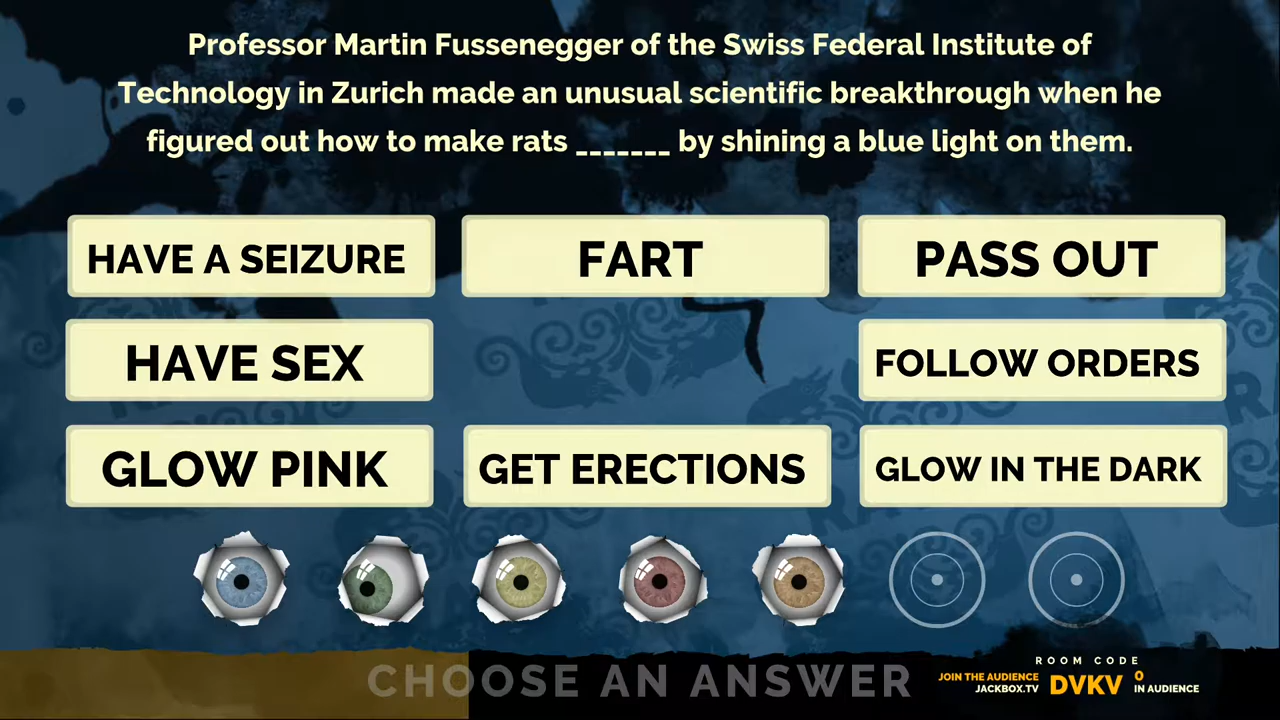 Professor Martin Fussenegger of the Swiss Federal Institute of
Technology in Zurich made an unusual scientific breakthrough when he
figured out how to make rats _______ by shining a blue light on them.
HAVE A SEIZURE
FART
PASS OUT
HAVE SEX
FOLLOW ORDERS
GLOW PINK
GET ERECTIONS
GLOW IN THE DARK
CHOOSE AN ANSWER
ROOM CODE
JOIN THE AUDIENCE
JACKBOX.TV
DVKV
0
IN AUDIENCE